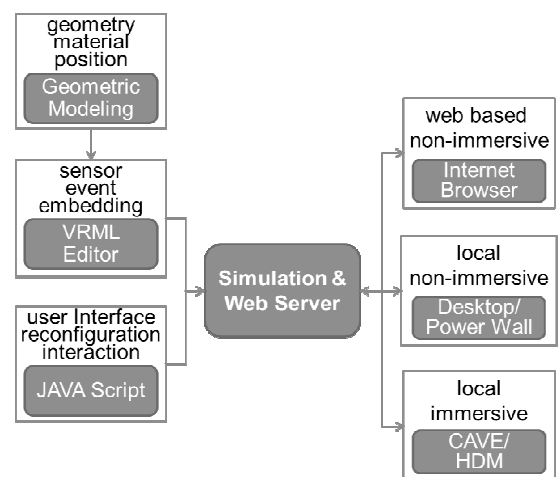 geometry
material
position
Geometric
Modeling
sensor
event
embedding
VRML
Editor
user Interface
reconfiguration
interaction
JAVA Script
Simulation &
Web Server
web based
non-immersive
Internet
Browser
local
non-immersive
Desktop/
Power Wall
local
immersive
CAVE/
HDM